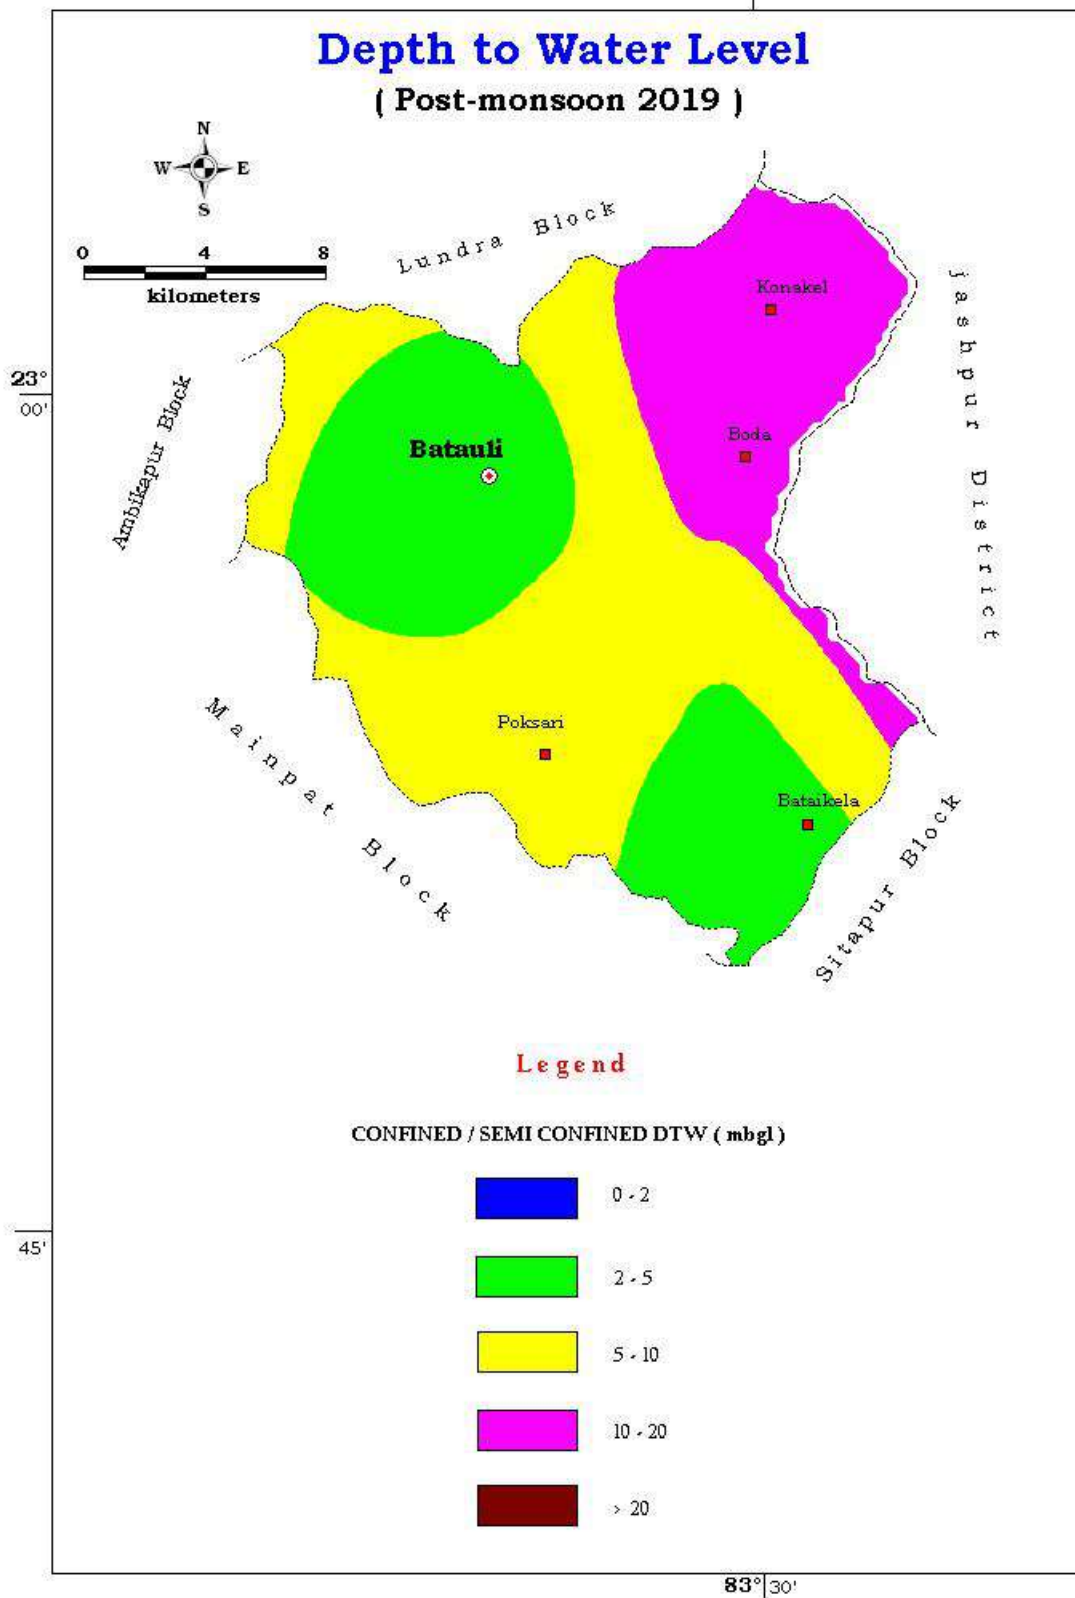 Depth to Water Level
( Post-monsoon 2019 )
N
W E
S
0 4 8
kilometers
Lundra Block
Konakel
jashpur District
23°
00'
Ambikapur Block
Boda
Batauli
Mainpat Block
Poksari
Bataikela
Sitapur Block
Legend
CONFINED / SEMI CONFINED DTW ( mbgl )
0 - 2
2 - 5
5 - 10
10 - 20
> 20
45'
83° 30'